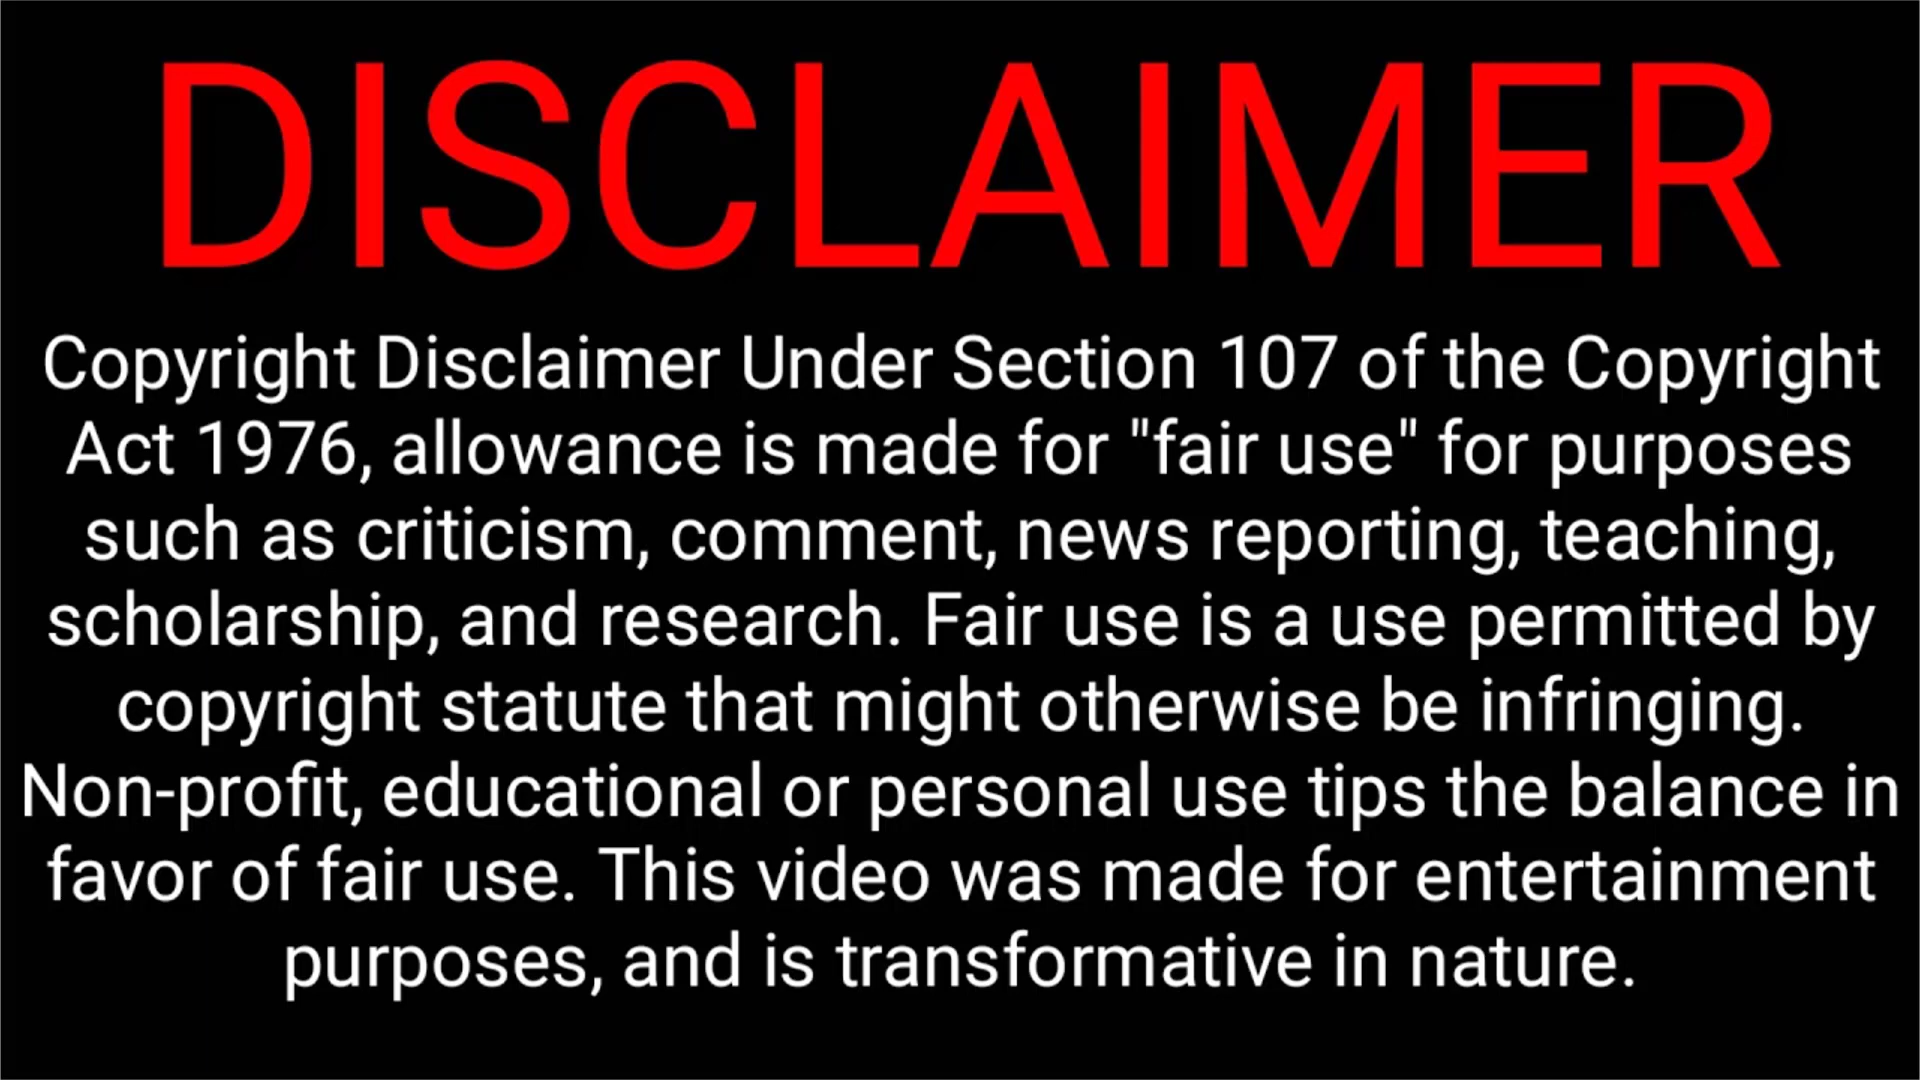 DISCLAIMER
Copyright Disclaimer Under Section 107 of the Copyright
Act 1976, allowance is made for "fair use" for purposes
such as criticism, comment, news reporting, teaching,
scholarship, and research. Fair use is a use permitted by
copyright statute that might otherwise be infringing.
Non-profit, educational or personal use tips the balance in
favor of fair use. This video was made for entertainment
purposes, and is transformative in nature.